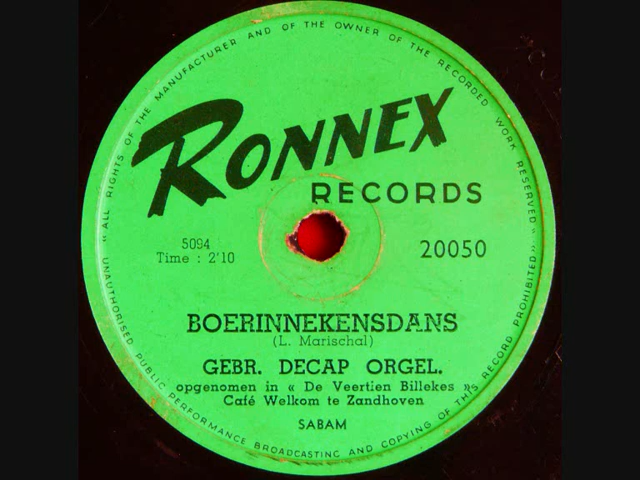 « ALL RIGHTS OF THE MANUFACTURER AND OF THE OWNER OF THE RECORDED WORK RESERVED »
RONNEX
RECORDS
5094
Time : 2'10
20050
BOERINNEKENSDANS
(L. Marischal)
GEBR. DECAP ORGEL.
opgenomen in « De Veertien Billekes »
Café Welkom te Zandhoven
SABAM
UNAUTHORISED PUBLIC PERFORMANCE BROADCASTING AND COPYING OF THIS RECORD PROHIBITED »